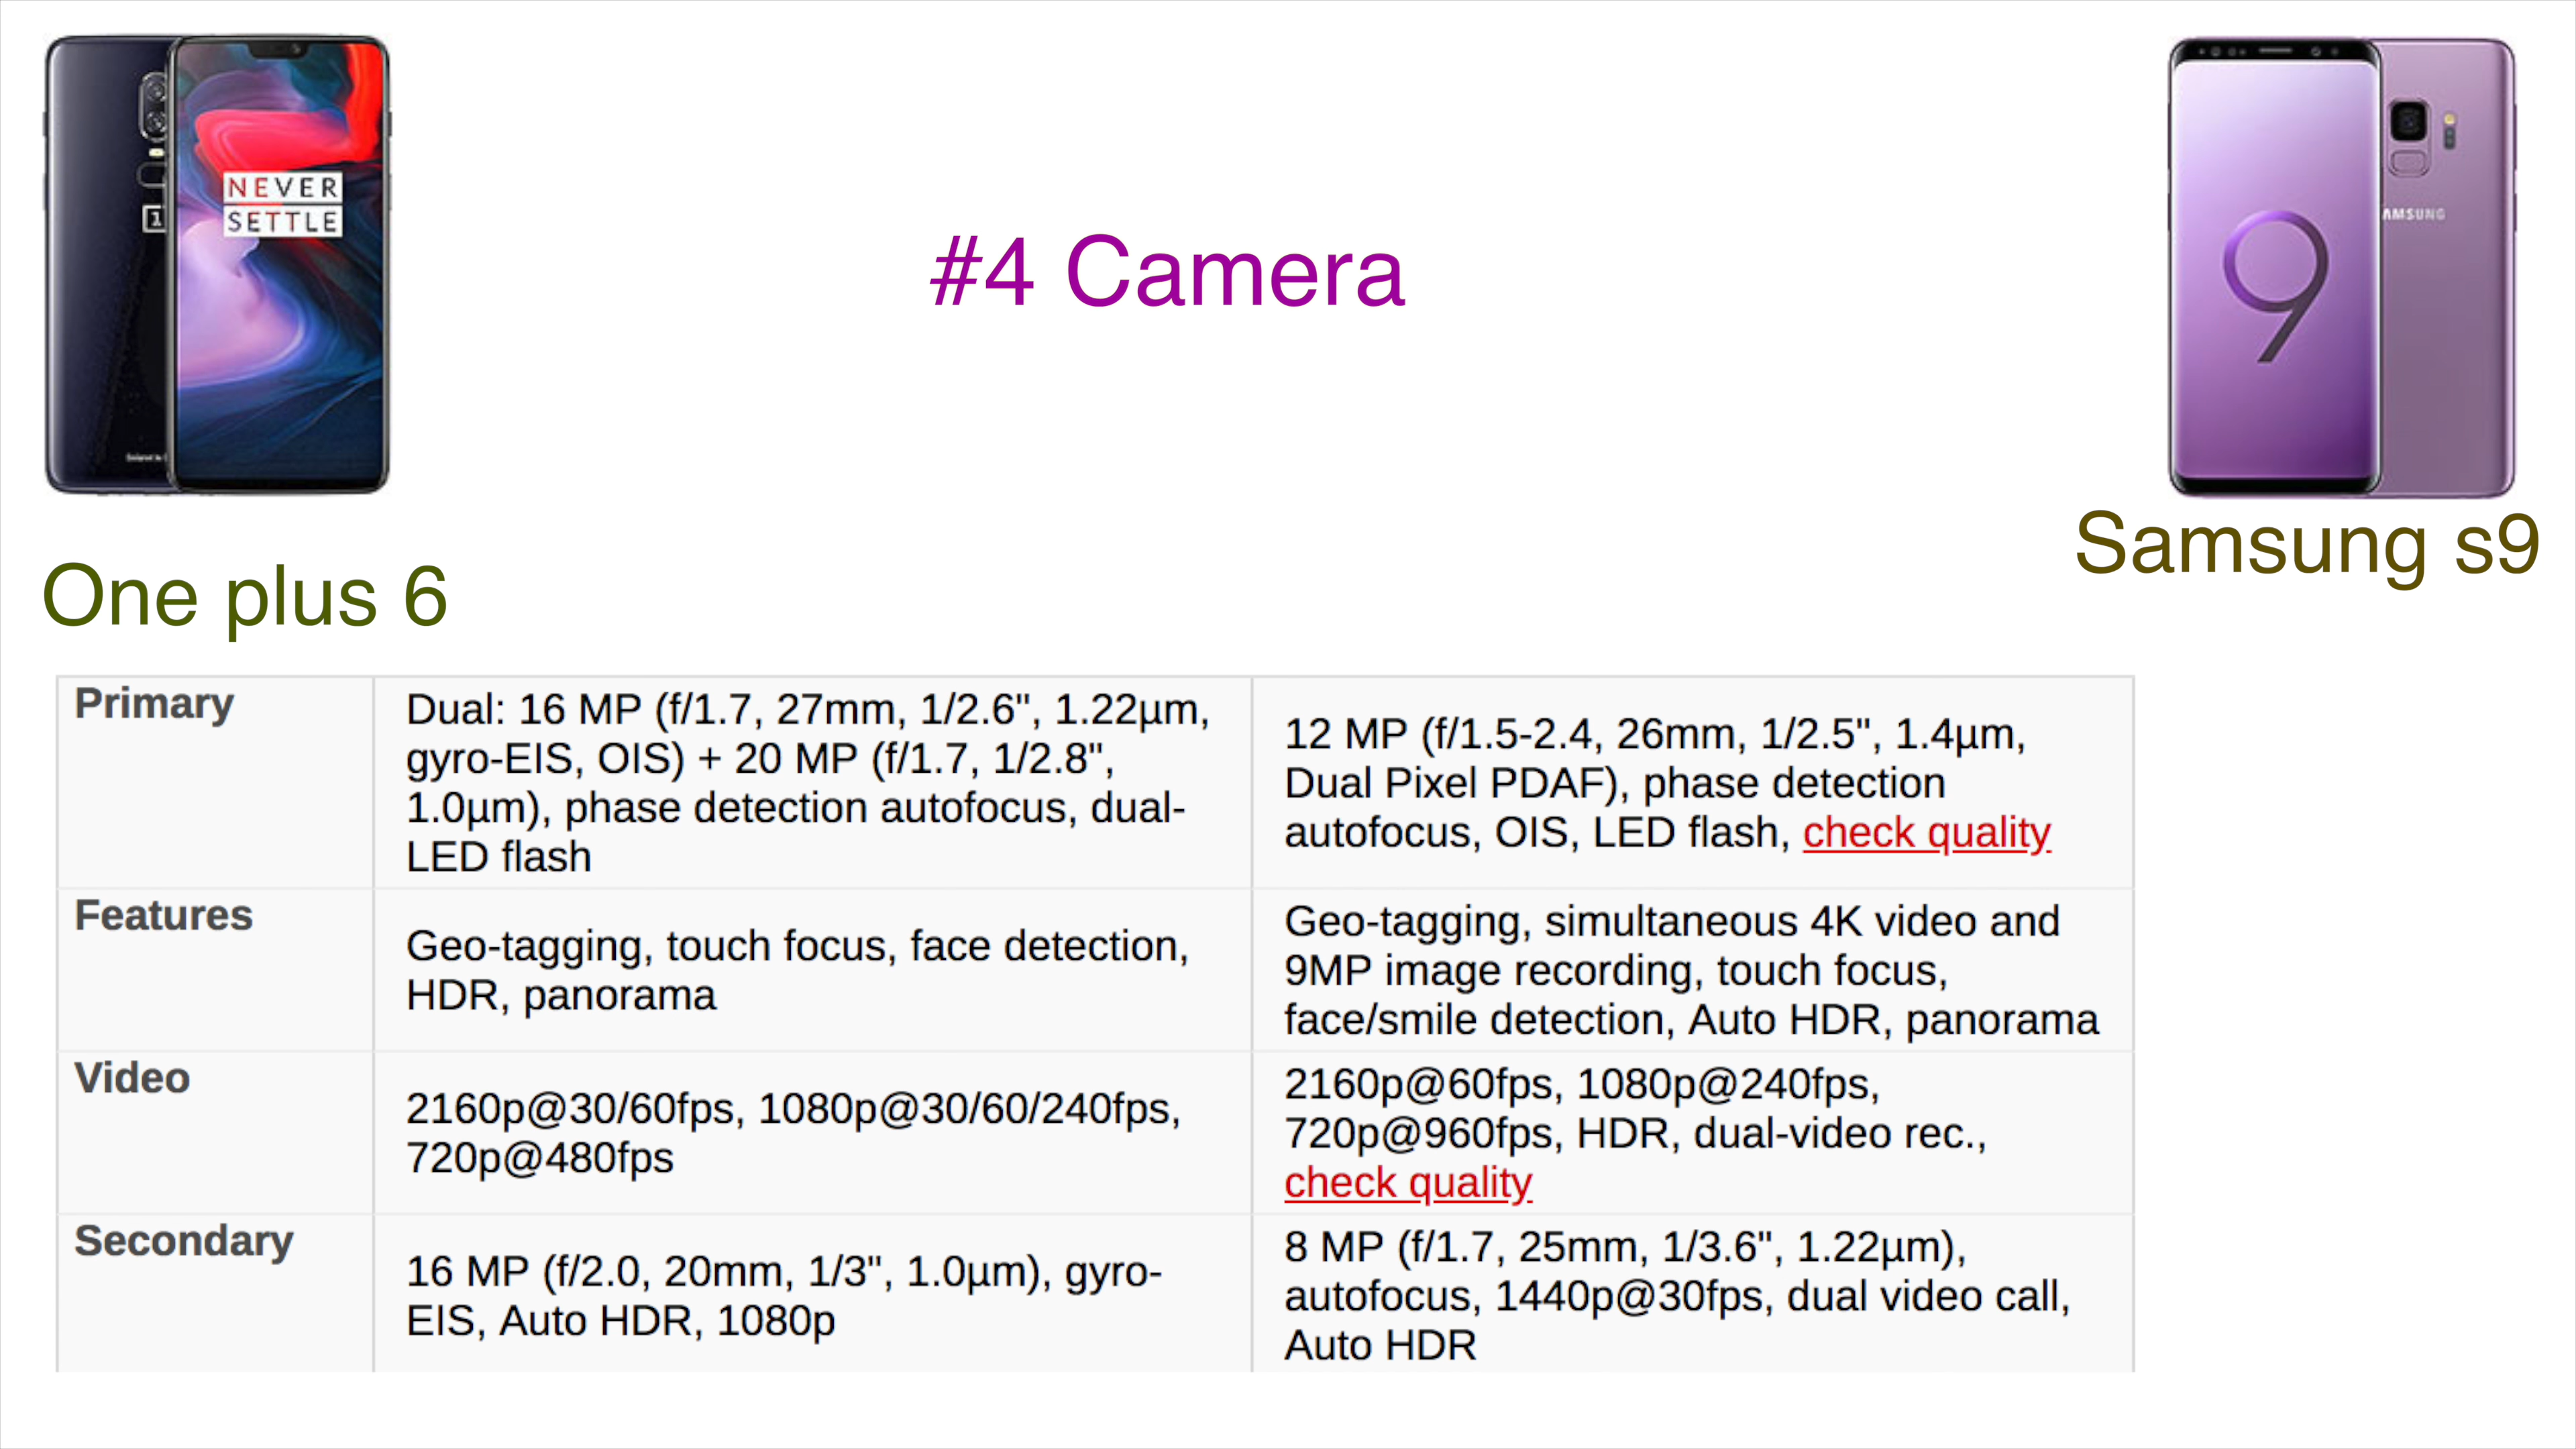 NEVER
SETTLE
#4 Camera
9
AMSUNG
Samsung s9
One plus 6
Primary
Dual: 16 MP (f/1.7, 27mm, 1/2.6", 1.22µm,
gyro-EIS, OIS) + 20 MP (f/1.7, 1/2.8",
1.0µm), phase detection autofocus, dual-
LED flash
12 MP (f/1.5-2.4, 26mm, 1/2.5", 1.4µm,
Dual Pixel PDAF), phase detection
autofocus, OIS, LED flash, check quality
Features
Geo-tagging, touch focus, face detection,
HDR, panorama
Geo-tagging, simultaneous 4K video and
9MP image recording, touch focus,
face/smile detection, Auto HDR, panorama
Video
2160p@30/60fps, 1080p@30/60/240fps,
720p@480fps
2160p@60fps, 1080p@240fps,
720p@960fps, HDR, dual-video rec.,
check quality
Secondary
16 MP (f/2.0, 20mm, 1/3", 1.0µm), gyro-
EIS, Auto HDR, 1080p
8 MP (f/1.7, 25mm, 1/3.6", 1.22µm),
autofocus, 1440p@30fps, dual video call,
Auto HDR